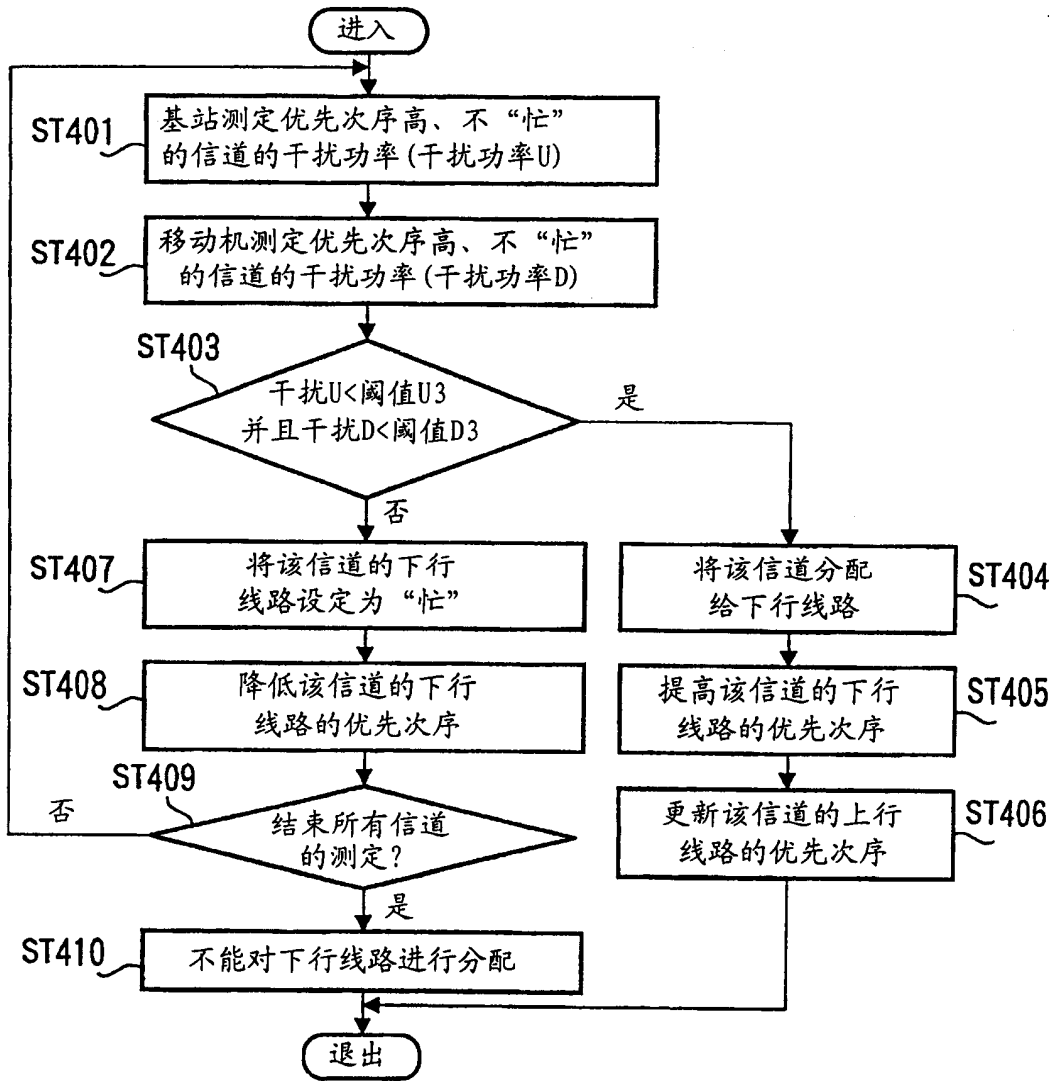 进入
ST401
基站测定优先次序高、不“忙”
的信道的干扰功率(干扰功率U)
ST402
移动机测定优先次序高、不“忙”
的信道的干扰功率(干扰功率D)
ST403
干扰U<阈值U3
并且干扰D<阈值D3
是
否
ST407
将该信道的下行
线路设定为“忙”
ST404
将该信道分配
给下行线路
ST408
降低该信道的下行
线路的优先次序
ST405
提高该信道的下行
线路的优先次序
ST409
否
结束所有信道
的测定?
ST406
更新该信道的上行
线路的优先次序
是
ST410
不能对下行线路进行分配
退出